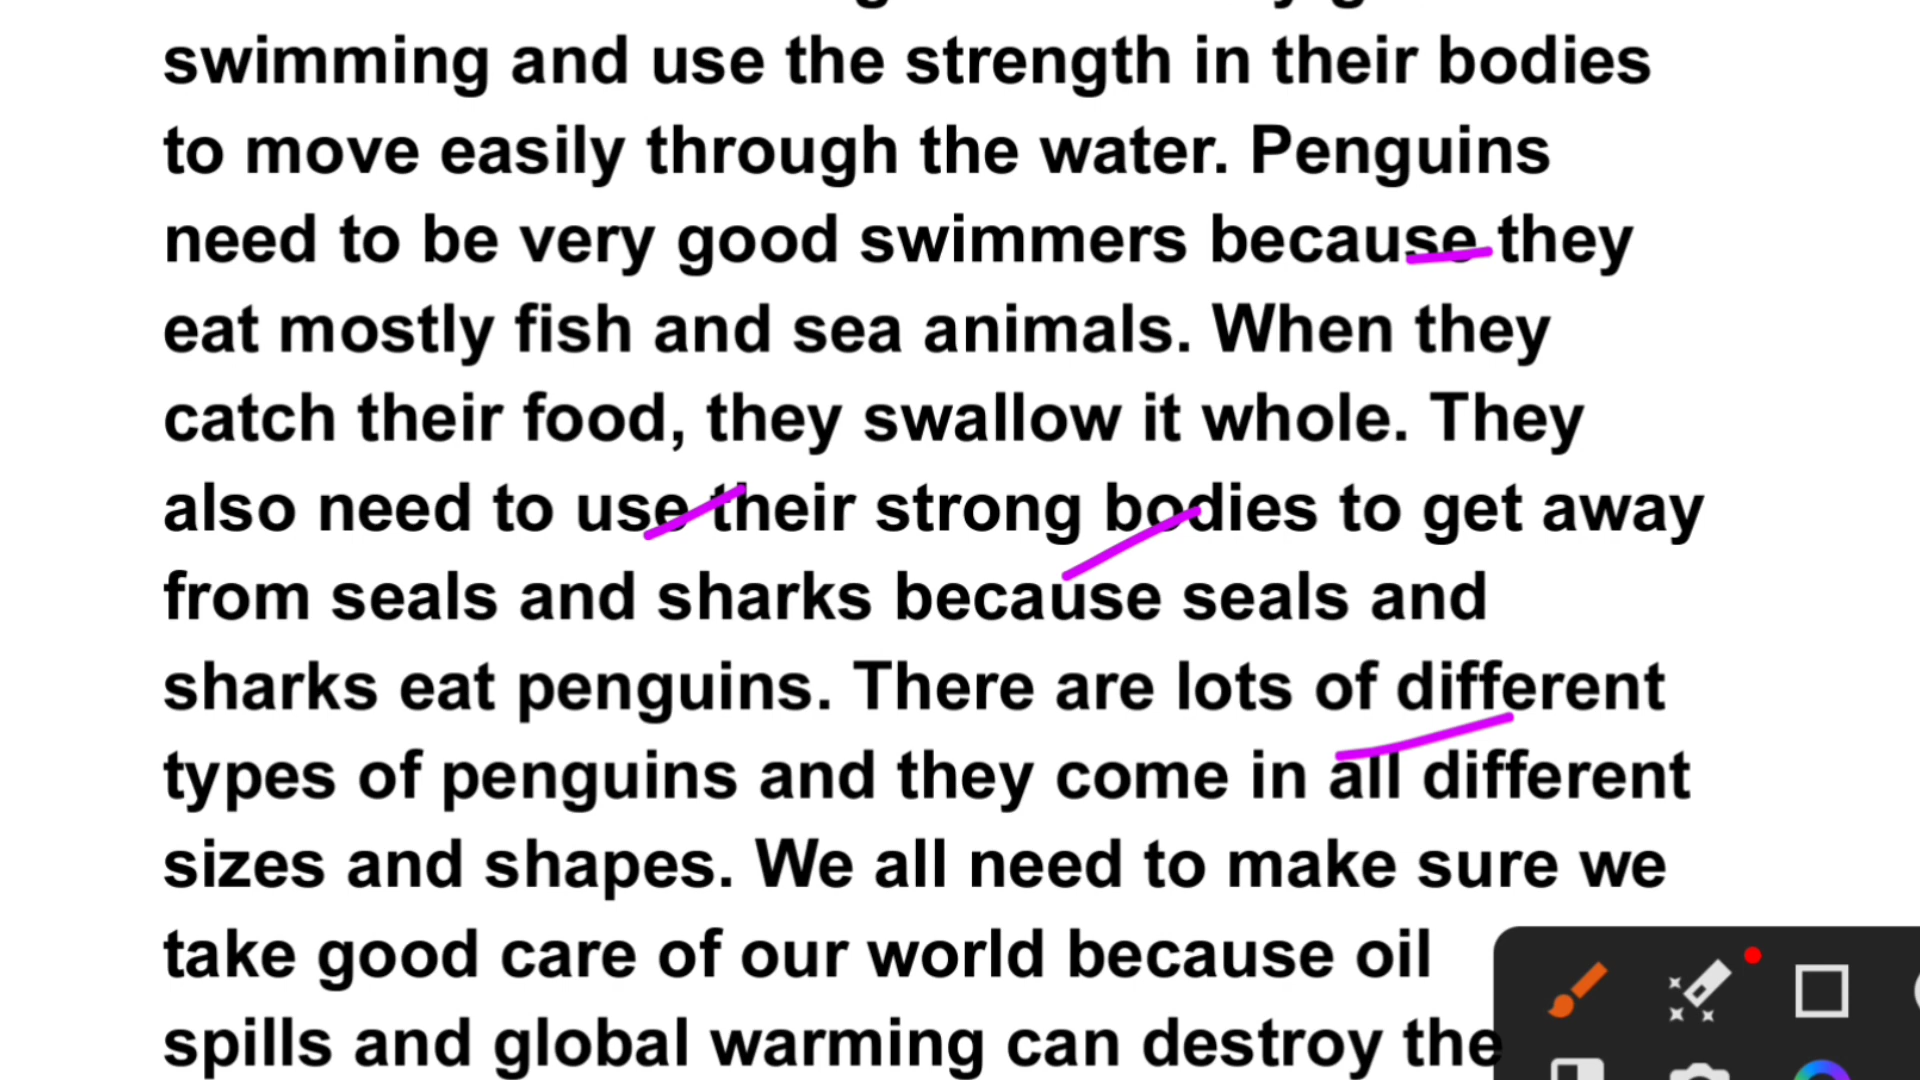 swimming and use the strength in their bodies
to move easily through the water. Penguins
need to be very good swimmers because they
eat mostly fish and sea animals. When they
catch their food, they swallow it whole. They
also need to use their strong bodies to get away
from seals and sharks because seals and
sharks eat penguins. There are lots of different
types of penguins and they come in all different
sizes and shapes. We all need to make sure we
take good care of our world because oil
spills and global warming can destroy the